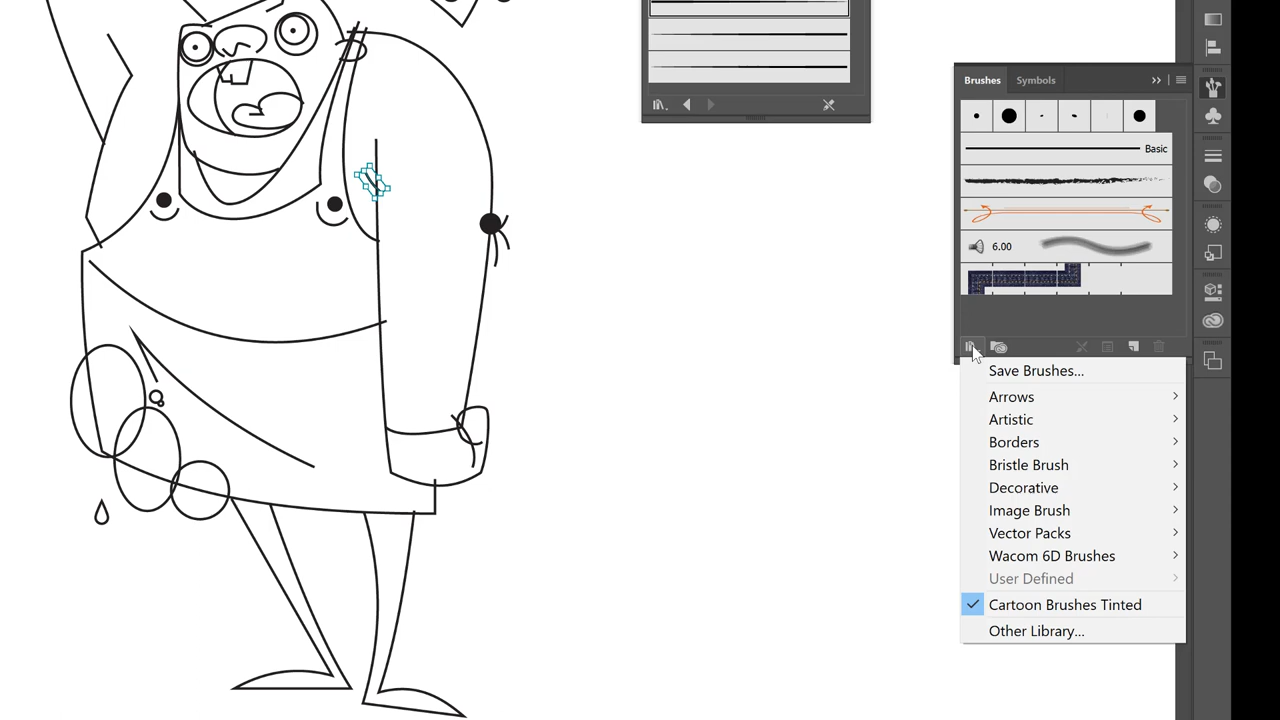 Brushes
Symbols
Basic
6.00
Save Brushes...
Arrows
Artistic
Borders
Bristle Brush
Decorative
Image Brush
Vector Packs
Wacom 6D Brushes
User Defined
Cartoon Brushes Tinted
Other Library...